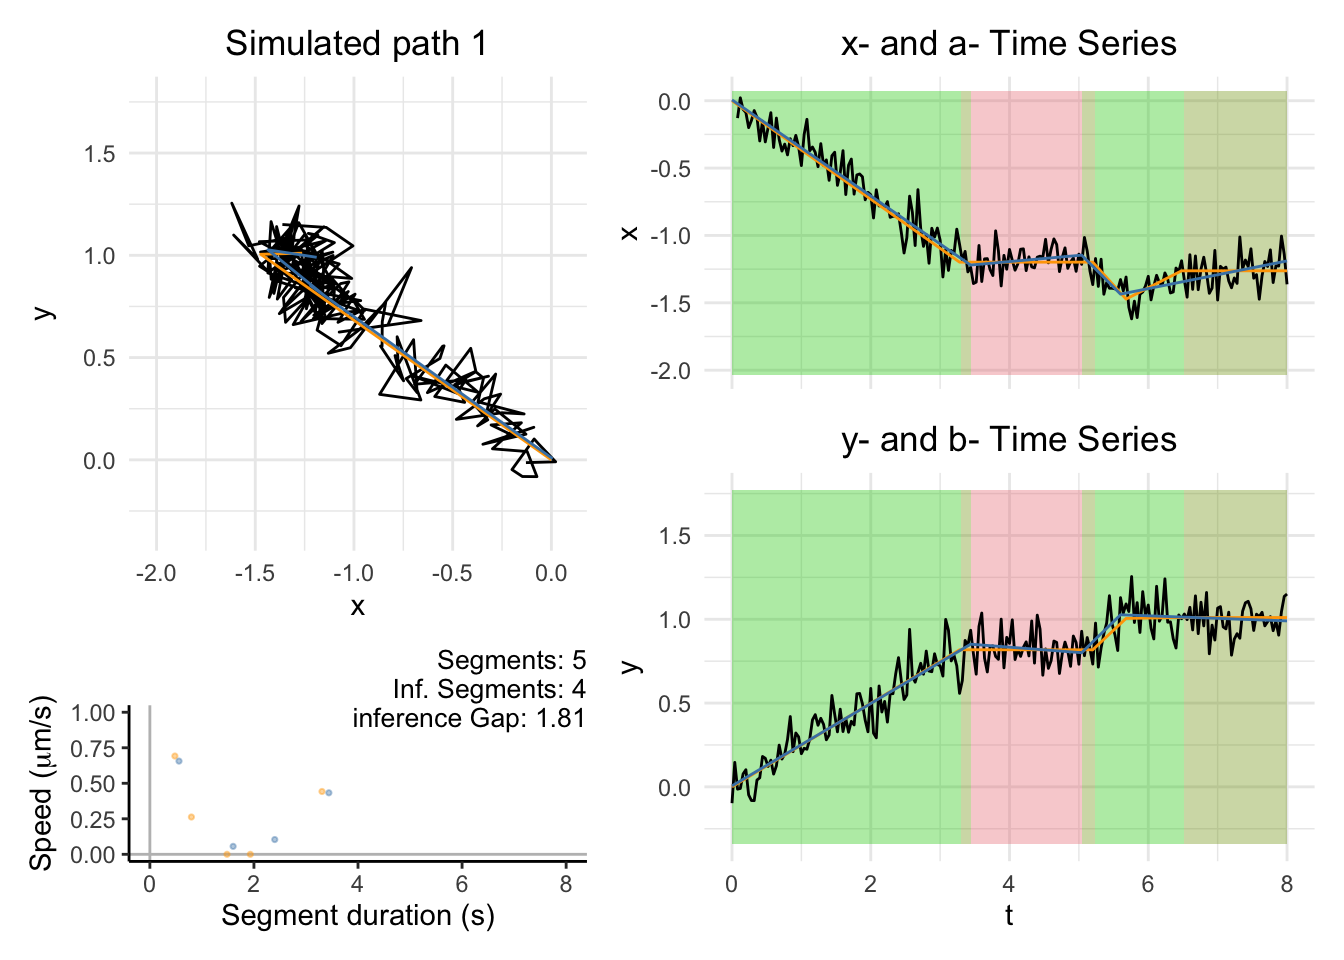 Simulated path 1
y
1.5
1.0
0.5
0.0
-2.0 -1.5 -1.0 -0.5 0.0
x
Segments: 5
Inf. Segments: 4
inference Gap: 1.81
Speed (μm/s)
1.00
0.75
0.50
0.25
0.00
0 2 4 6 8
Segment duration (s)
x- and a- Time Series
x
0.0
-0.5
-1.0
-1.5
-2.0
y- and b- Time Series
y
1.5
1.0
0.5
0.0
0 2 4 6 8
t